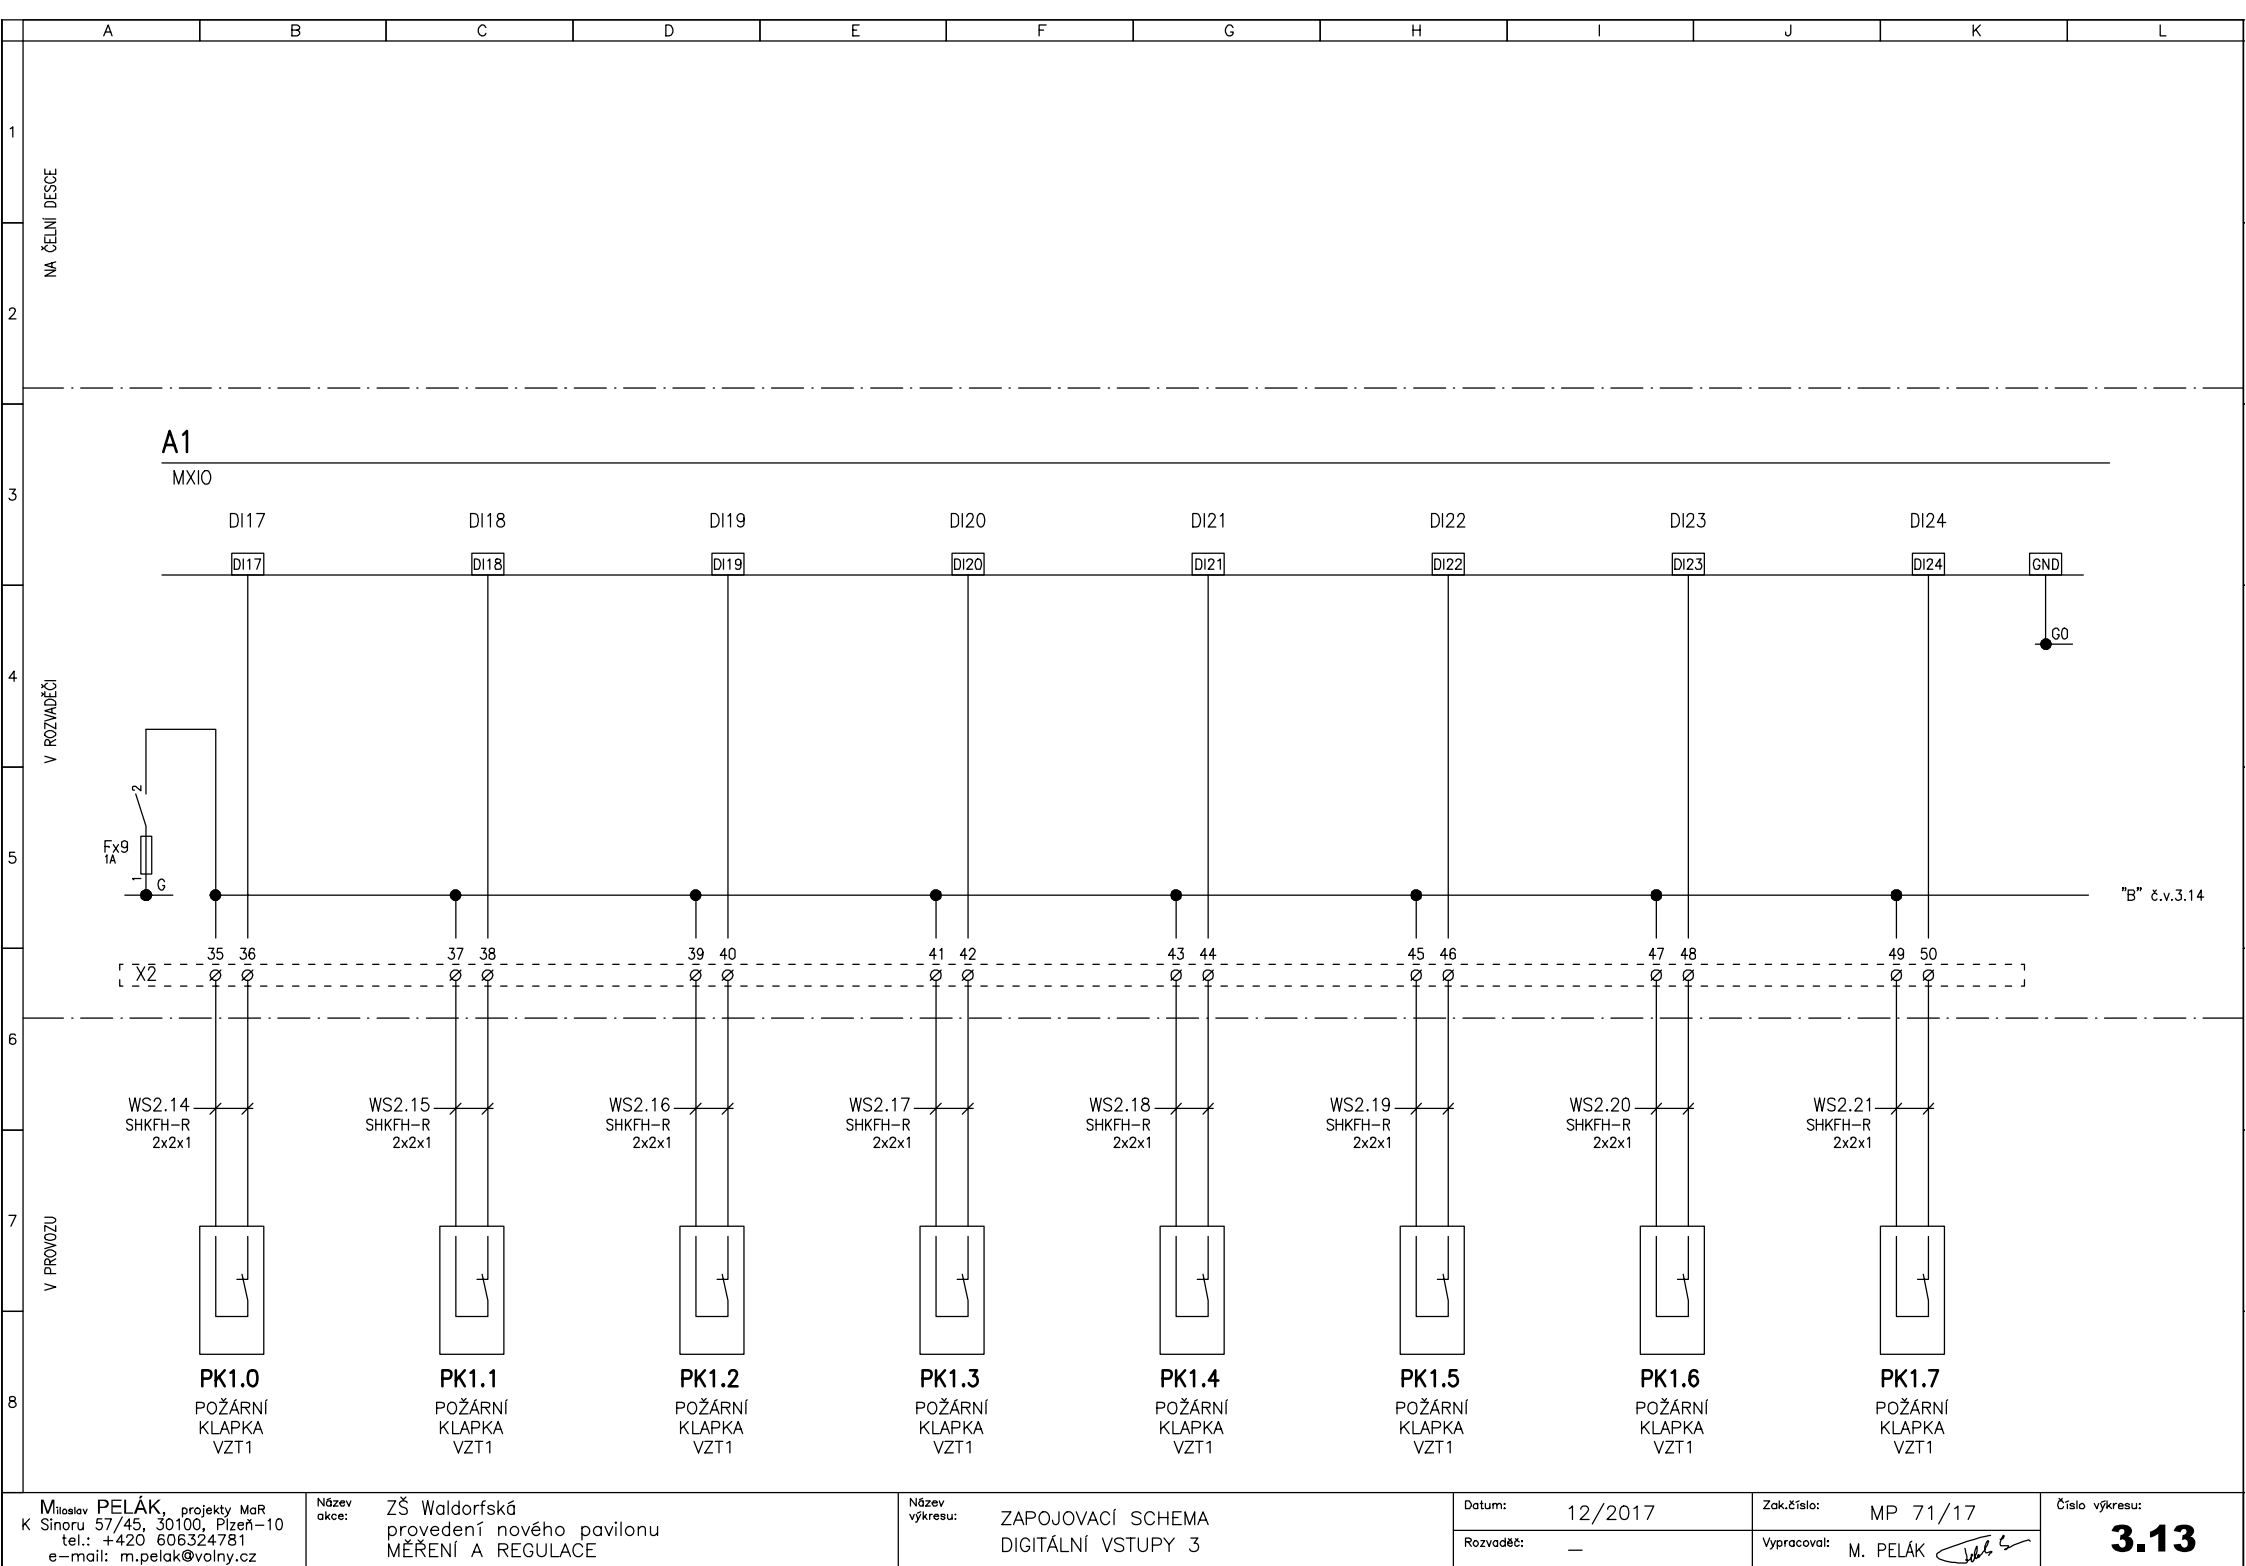 A B C D E F G H I J K L
1
2
3
4
5
6
7
8
NA ČELNÍ DESCE
V ROZVADĚČI
V PROVOZU
A1
MXIO
DI17 DI18 DI19 DI20 DI21 DI22 DI23 DI24
DI17 DI18 DI19 DI20 DI21 DI22 DI23 DI24 GND
G0
2
Fx9
1A
1
G
"B" č.v.3.14
35 36 37 38 39 40 41 42 43 44 45 46 47 48 49 50
X2
WS2.14 WS2.15 WS2.16 WS2.17 WS2.18 WS2.19 WS2.20 WS2.21
SHKFH-R SHKFH-R SHKFH-R SHKFH-R SHKFH-R SHKFH-R SHKFH-R SHKFH-R
2x2x1 2x2x1 2x2x1 2x2x1 2x2x1 2x2x1 2x2x1 2x2x1
PK1.0 PK1.1 PK1.2 PK1.3 PK1.4 PK1.5 PK1.6 PK1.7
POŽÁRNÍ POŽÁRNÍ POŽÁRNÍ POŽÁRNÍ POŽÁRNÍ POŽÁRNÍ POŽÁRNÍ POŽÁRNÍ
KLAPKA KLAPKA KLAPKA KLAPKA KLAPKA KLAPKA KLAPKA KLAPKA
VZT1 VZT1 VZT1 VZT1 VZT1 VZT1 VZT1 VZT1
Miloslav PELÁK, projekty MaR
K Sinoru 57/45, 30100, Plzeň-10
tel.: +420 606324781
e-mail: m.pelak@volny.cz
Název akce:
ZŠ Waldorfská
provedení nového pavilonu
MĚŘENÍ A REGULACE
Název výkresu:
ZAPOJOVACÍ SCHEMA
DIGITÁLNÍ VSTUPY 3
Datum: 12/2017
Rozvaděč: –
Zak.číslo: MP 71/17
Vypracoval: M. PELÁK
Číslo výkresu:
3.13